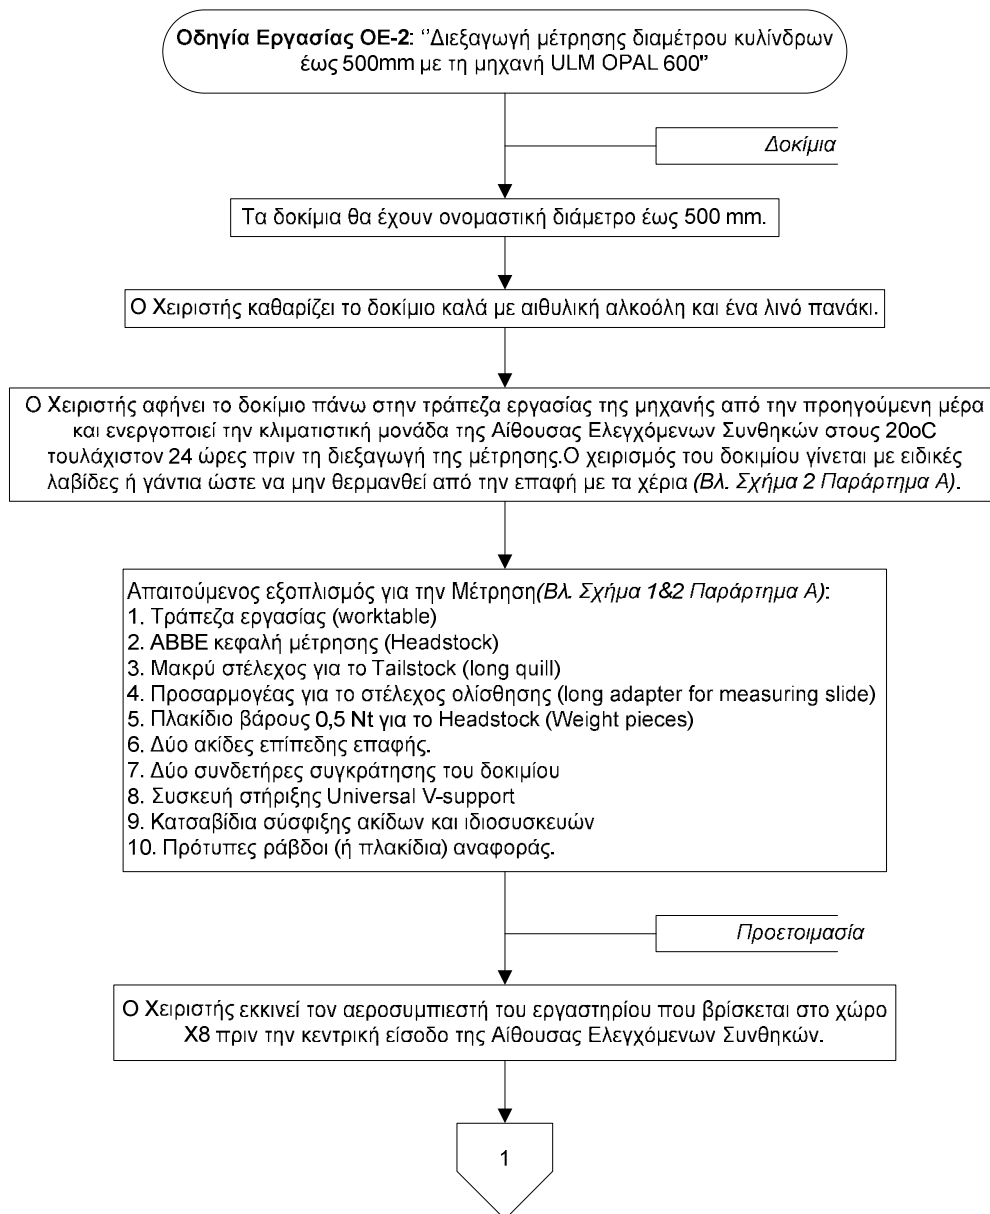 Οδηγία Εργασίας ΟΕ-2: ‘’Διεξαγωγή μέτρησης διαμέτρου κυλίνδρων
έως 500mm με τη μηχανή ULM OPAL 600”
Δοκίμια
Τα δοκίμια θα έχουν ονομαστική διάμετρο έως 500 mm.
Ο Χειριστής καθαρίζει το δοκίμιο καλά με αιθυλική αλκοόλη και ένα λινό πανάκι.
Ο Χειριστής αφήνει το δοκίμιο πάνω στην τράπεζα εργασίας της μηχανής από την προηγούμενη μέρα
και ενεργοποιεί την κλιματιστική μονάδα της Αίθουσας Ελεγχόμενων Συνθηκών στους 20οC
τουλάχιστον 24 ώρες πριν τη διεξαγωγή της μέτρησης.Ο χειρισμός του δοκιμίου γίνεται με ειδικές
λαβίδες ή γάντια ώστε να μην θερμανθεί από την επαφή με τα χέρια (Βλ. Σχήμα 2 Παράρτημα Α).
Απαιτούμενος εξοπλισμός για την Μέτρηση(Βλ. Σχήμα 1&2 Παράρτημα Α):
1. Τράπεζα εργασίας (worktable)
2. ABBE κεφαλή μέτρησης (Headstock)
3. Μακρύ στέλεχος για το Tailstock (long quill)
4. Προσαρμογέας για το στέλεχος ολίσθησης (long adapter for measuring slide)
5. Πλακίδιο βάρους 0,5 Nt για το Headstock (Weight pieces)
6. Δύο ακίδες επίπεδης επαφής.
7. Δύο συνδετήρες συγκράτησης του δοκιμίου
8. Συσκευή στήριξης Universal V-support
9. Κατσαβίδια σύσφιξης ακίδων και ιδιοσυσκευών
10. Πρότυπες ράβδοι (ή πλακίδια) αναφοράς.
Προετοιμασία
Ο Χειριστής εκκινεί τον αεροσυμπιεστή του εργαστηρίου που βρίσκεται στο χώρο
Χ8 πριν την κεντρική είσοδο της Αίθουσας Ελεγχόμενων Συνθηκών.
1